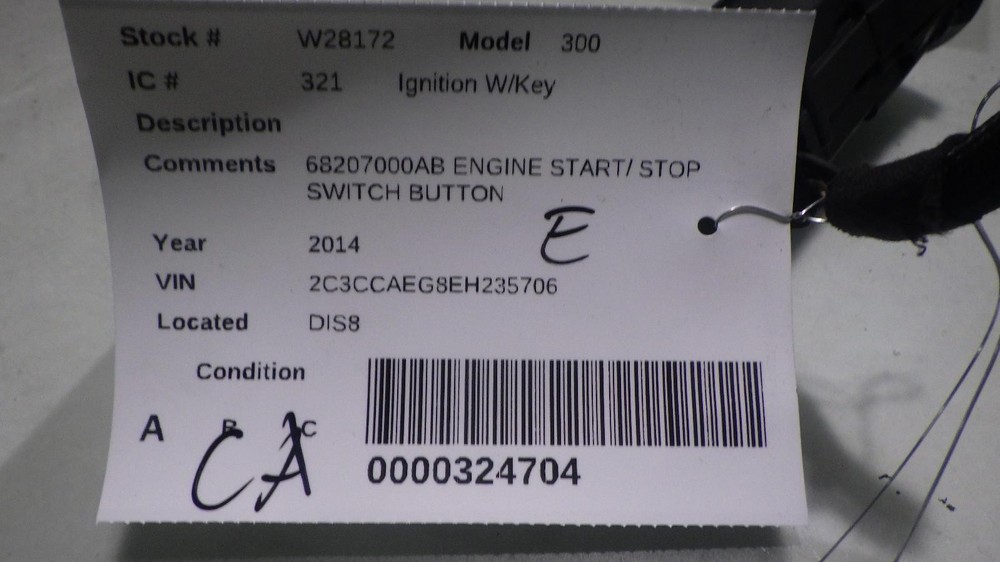 Stock # W28172 Model 300
IC # 321 Ignition W/Key
Description
Comments 68207000AB ENGINE START/ STOP
SWITCH BUTTON
E
Year 2014
VIN 2C3CCAEG8EH235706
Located DIS8
Condition
A B C
CA
0000324704